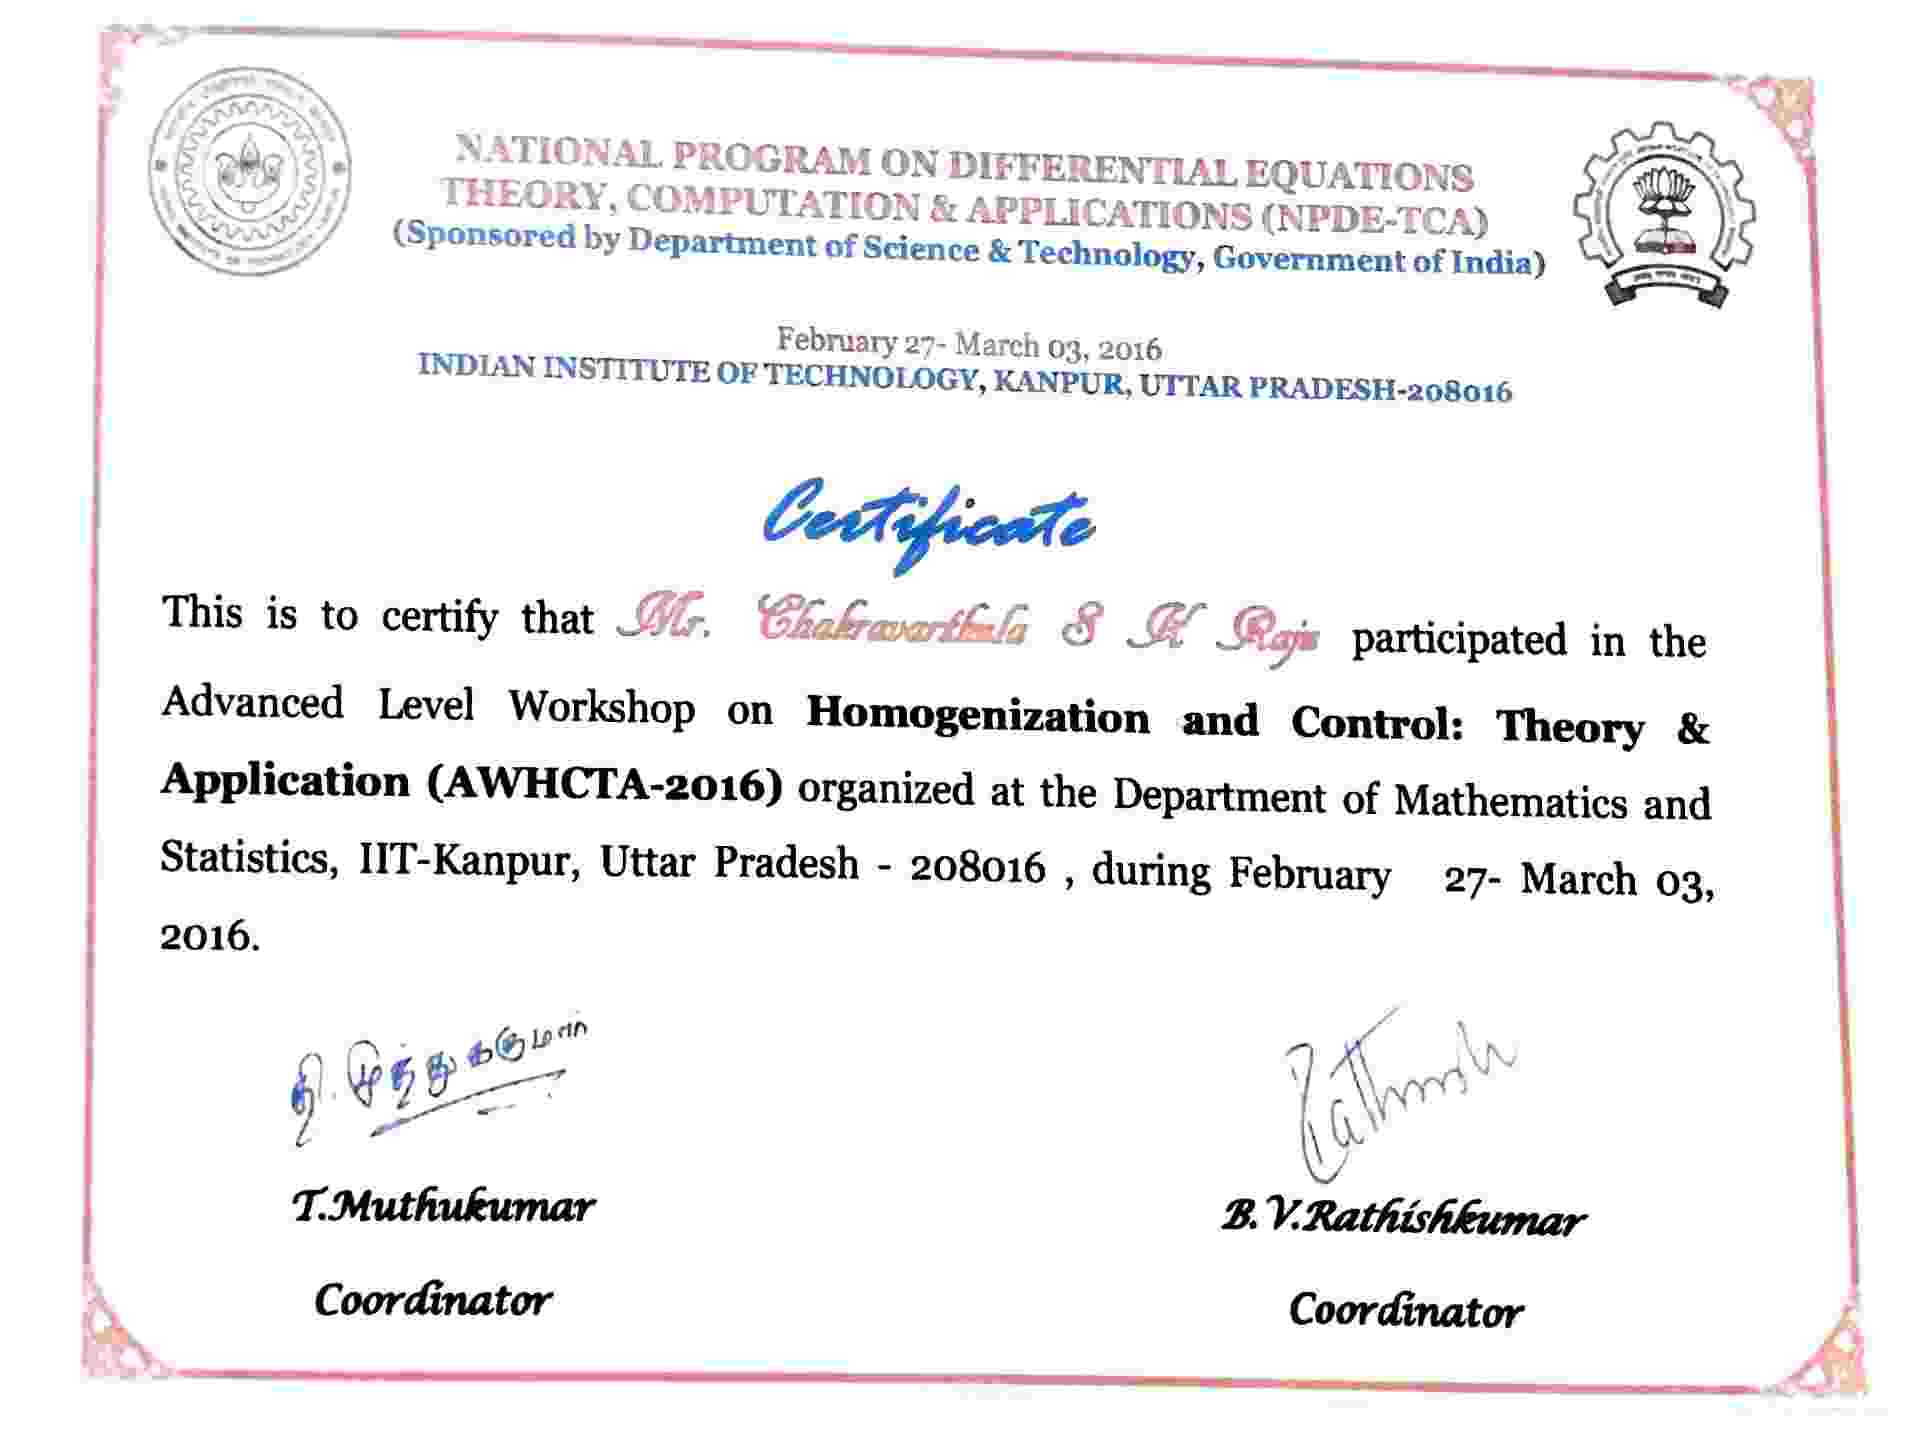 NATIONAL PROGRAM ON DIFFERENTIAL EQUATIONS
THEORY, COMPUTATION & APPLICATIONS (NPDE-TCA)
(Sponsored by Department of Science & Technology, Government of India)
February 27- March 03, 2016
INDIAN INSTITUTE OF TECHNOLOGY, KANPUR, UTTAR PRADESH-208016
Certificate
This is to certify that Mr. Chakravarthula S H Raju participated in the
Advanced Level Workshop on Homogenization and Control: Theory &
Application (AWHCTA-2016) organized at the Department of Mathematics and
Statistics, IIT-Kanpur, Uttar Pradesh - 208016 , during February 27- March 03,
2016.
தி. முத்துகுமார்
T.Muthukumar
B.V.Rathishkumar
Coordinator
Coordinator